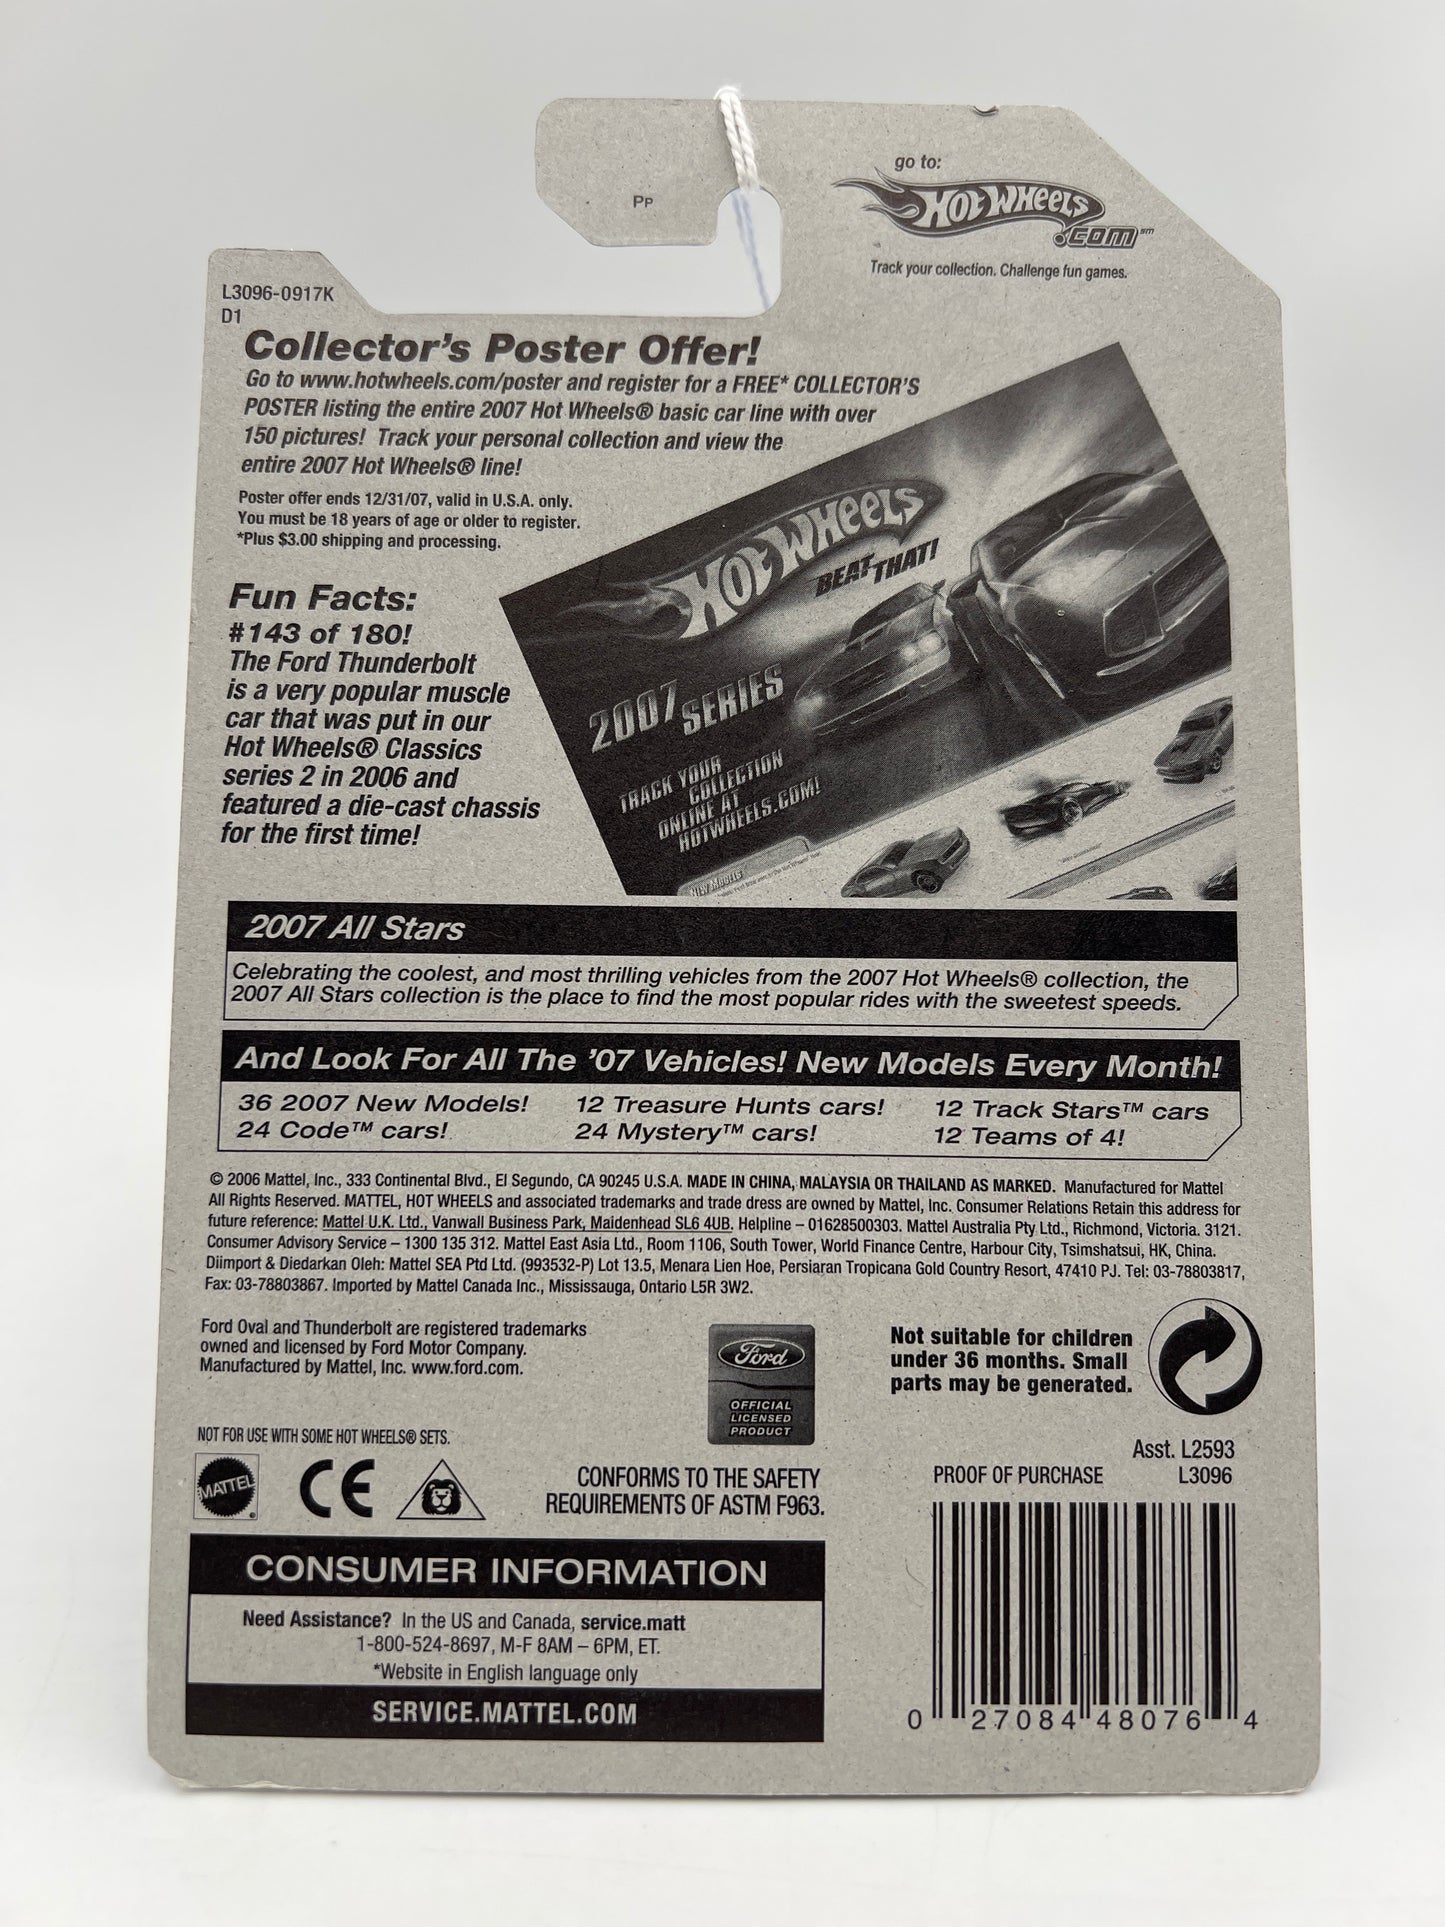 PP
go to:
HOT WHEELS
.COM℠
Track your collection. Challenge fun games.
L3096-0917K
D1
Collector's Poster Offer!
Go to www.hotwheels.com/poster and register for a FREE* COLLECTOR'S
POSTER listing the entire 2007 Hot Wheels® basic car line with over
150 pictures! Track your personal collection and view the
entire 2007 Hot Wheels® line!
Poster offer ends 12/31/07, valid in U.S.A. only.
You must be 18 years of age or older to register.
*Plus $3.00 shipping and processing.
HOT WHEELS
BEAT THAT!
2007 SERIES
TRACK YOUR
COLLECTION
ONLINE AT
HOTWHEELS.COM!
NEW MODELS
Fun Facts:
#143 of 180!
The Ford Thunderbolt
is a very popular muscle
car that was put in our
Hot Wheels® Classics
series 2 in 2006 and
featured a die-cast chassis
for the first time!
2007 All Stars
Celebrating the coolest, and most thrilling vehicles from the 2007 Hot Wheels® collection, the
2007 All Stars collection is the place to find the most popular rides with the sweetest speeds.
And Look For All The '07 Vehicles! New Models Every Month!
36 2007 New Models! 12 Treasure Hunts cars! 12 Track Stars™ cars
24 Code™ cars! 24 Mystery™ cars! 12 Teams of 4!
© 2006 Mattel, Inc., 333 Continental Blvd., El Segundo, CA 90245 U.S.A. MADE IN CHINA, MALAYSIA OR THAILAND AS MARKED. Manufactured for Mattel
All Rights Reserved. MATTEL, HOT WHEELS and associated trademarks and trade dress are owned by Mattel, Inc. Consumer Relations Retain this address for
future reference: Mattel U.K. Ltd., Vanwall Business Park, Maidenhead SL6 4UB. Helpline – 01628500303. Mattel Australia Pty Ltd., Richmond, Victoria. 3121.
Consumer Advisory Service – 1300 135 312. Mattel East Asia Ltd., Room 1106, South Tower, World Finance Centre, Harbour City, Tsimshatsui, HK, China.
Diimport & Diedarkan Oleh: Mattel SEA Ptd Ltd. (993532-P) Lot 13.5, Menara Lien Hoe, Persiaran Tropicana Gold Country Resort, 47410 PJ. Tel: 03-78803817,
Fax: 03-78803867. Imported by Mattel Canada Inc., Mississauga, Ontario L5R 3W2.
Ford Oval and Thunderbolt are registered trademarks
owned and licensed by Ford Motor Company.
Manufactured by Mattel, Inc. www.ford.com.
Ford
OFFICIAL
LICENSED
PRODUCT
Not suitable for children
under 36 months. Small
parts may be generated.
NOT FOR USE WITH SOME HOT WHEELS® SETS.
MATTEL
CE
CONFORMS TO THE SAFETY
REQUIREMENTS OF ASTM F963.
Asst. L2593
PROOF OF PURCHASE L3096
CONSUMER INFORMATION
Need Assistance? In the US and Canada, service.matt
1-800-524-8697, M-F 8AM – 6PM, ET.
*Website in English language only
SERVICE.MATTEL.COM
0 27084 48076 4